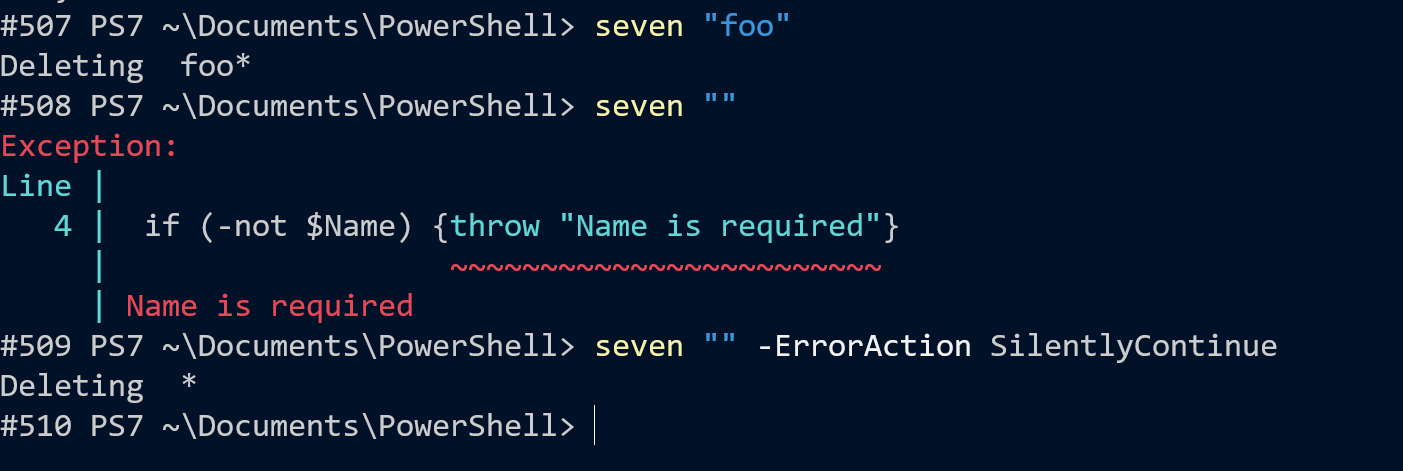 #507 PS7 ~\Documents\PowerShell> seven "foo"
Deleting  foo*
#508 PS7 ~\Documents\PowerShell> seven ""
Exception:
Line |
   4 |  if (-not $Name) {throw "Name is required"}
     |                   ~~~~~~~~~~~~~~~~~~~~~~~~
     | Name is required
#509 PS7 ~\Documents\PowerShell> seven "" -ErrorAction SilentlyContinue
Deleting  *
#510 PS7 ~\Documents\PowerShell>